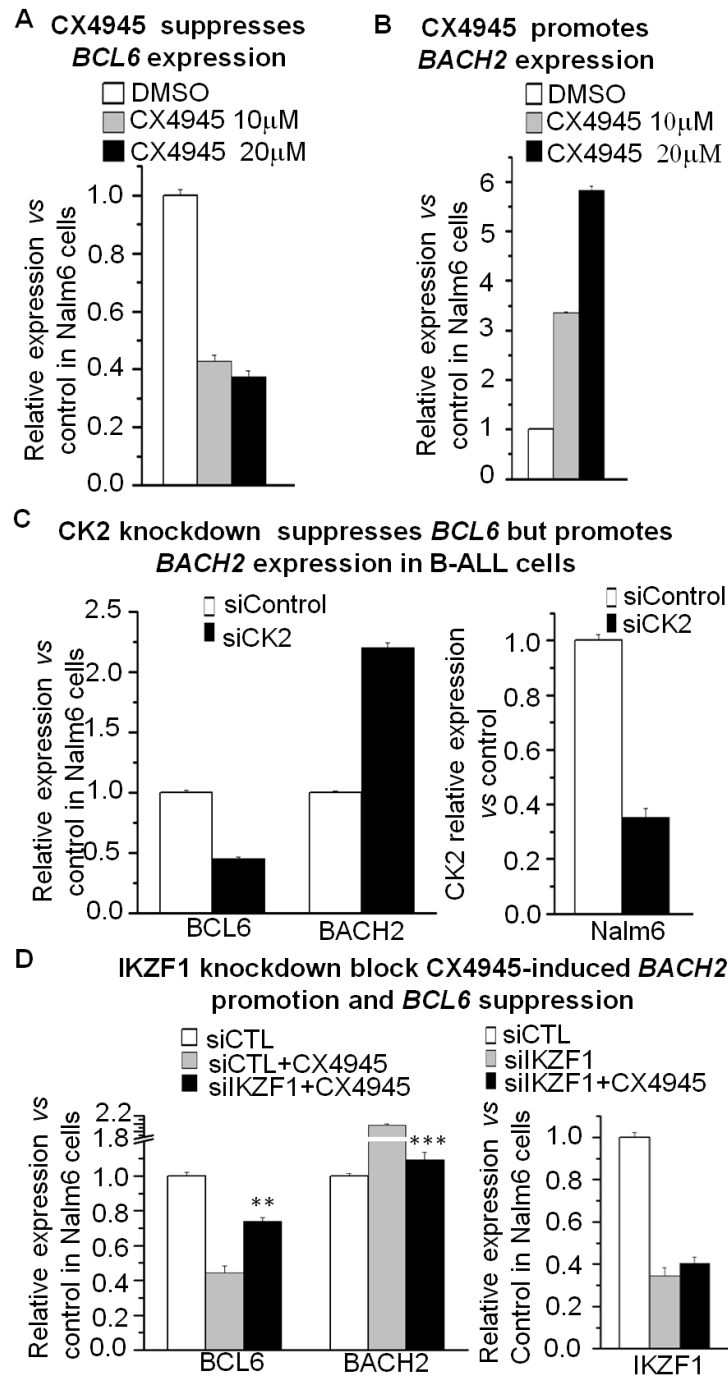 A CX4945 suppresses
BCL6 expression
DMSO
CX4945 10μM
CX4945 20μM
Relative expression vs
control in Nalm6 cells
1.0
0.8
0.6
0.4
0.2
0.0
B CX4945 promotes
BACH2 expression
DMSO
CX4945 10μM
CX4945 20μM
Relative expression vs
control in Nalm6 cells
6
5
4
3
2
1
0
C CK2 knockdown suppresses BCL6 but promotes
BACH2 expression in B-ALL cells
siControl
siCK2
Relative expression vs
control in Nalm6 cells
2.5
2.0
1.5
1.0
0.5
0.0
BCL6 BACH2
siControl
siCK2
CK2 relative expression
vs control
1.0
0.8
0.6
0.4
0.2
0.0
Nalm6
D IKZF1 knockdown block CX4945-induced BACH2
promotion and BCL6 suppression
siCTL
siCTL+CX4945
siIKZF1+CX4945
Relative expression vs
control in Nalm6 cells
2.2
1.8
1.0
0.8
0.6
0.4
0.2
0.0
**
***
BCL6 BACH2
siCTL
siIKZF1
siIKZF1+CX4945
Relative expression vs
Control in Nalm6 cells
1.0
0.8
0.6
0.4
0.2
0.0
IKZF1